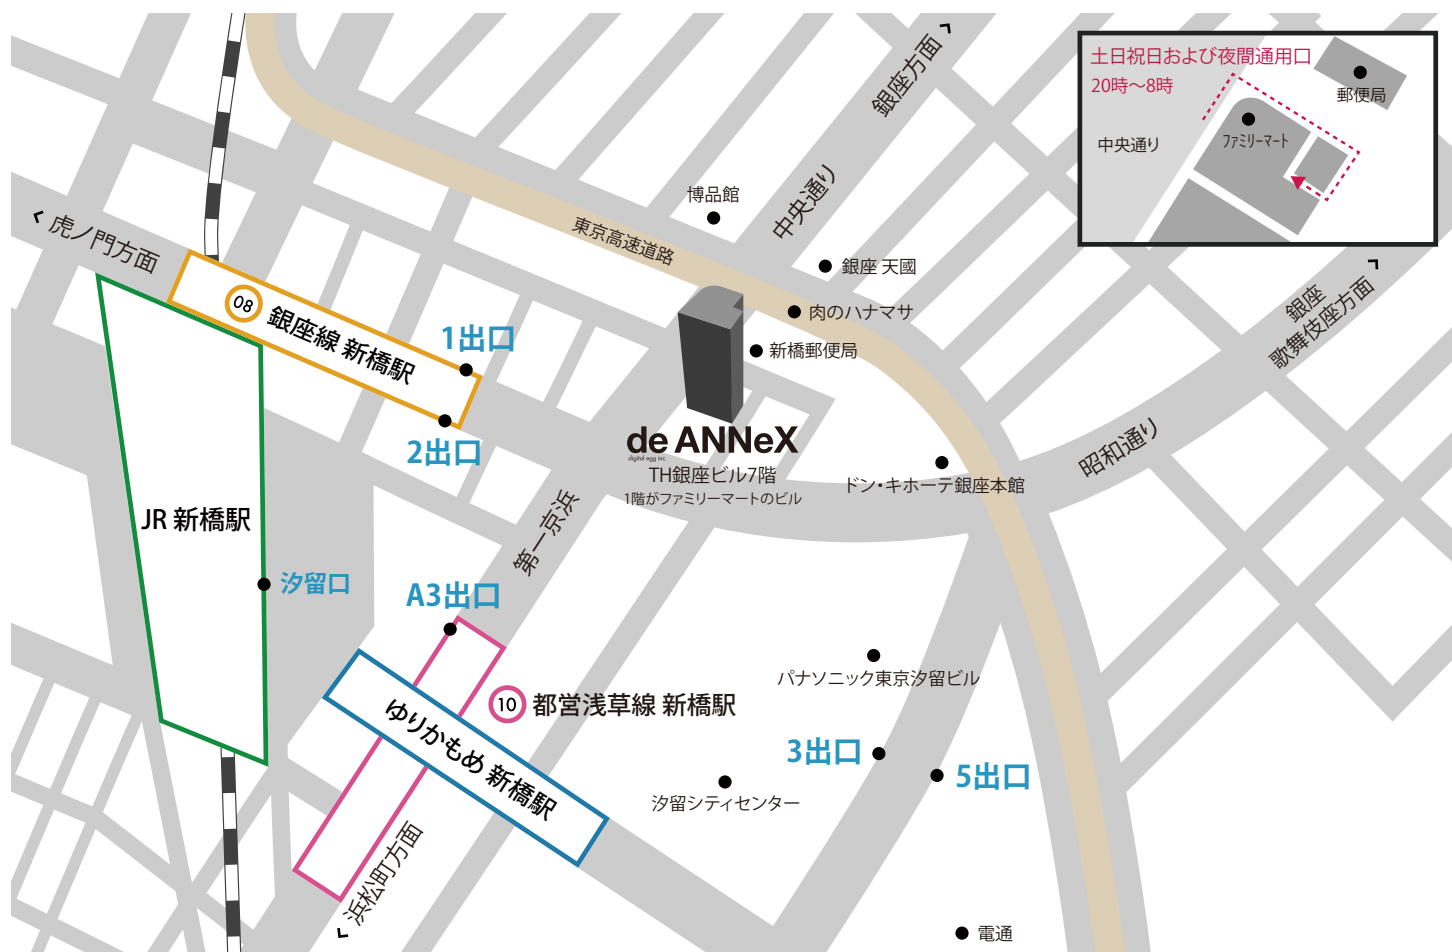 銀座方面
土日祝日および夜間通用口
20時～8時
郵便局
ファミリーマート
中央通り
博品館
中央通り
虎ノ門方面
東京高速道路
銀座 天國
肉のハナマサ
新橋郵便局
銀座
歌舞伎座方面
08 銀座線 新橋駅
1出口
2出口
de ANNeX
digital egg inc.
TH銀座ビル7階
1階がファミリーマートのビル
昭和通り
ドン・キホーテ銀座本館
JR 新橋駅
第一京浜
汐留口
A3出口
10 都営浅草線 新橋駅
ゆりかもめ 新橋駅
パナソニック東京汐留ビル
3出口
5出口
汐留シティセンター
浜松町方面
電通